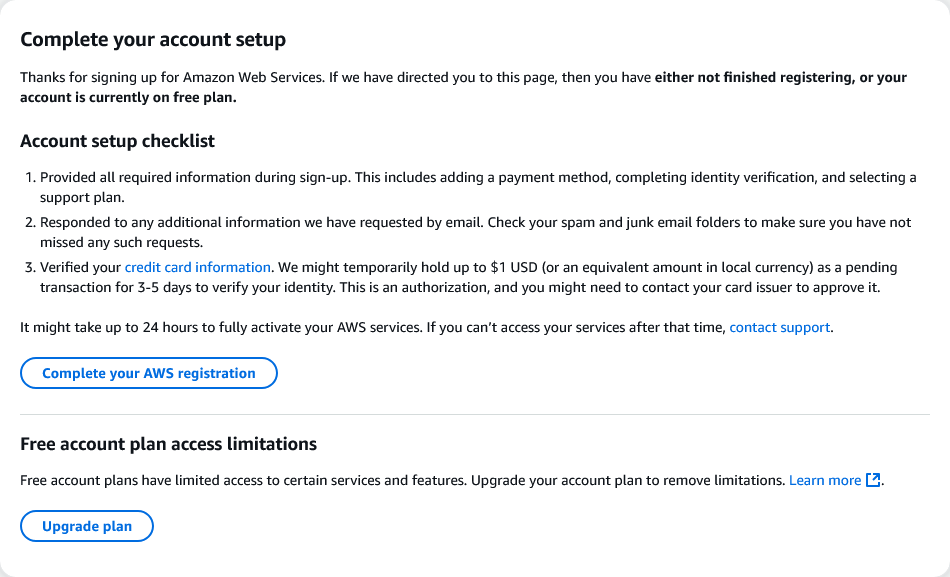 Complete your account setup
Thanks for signing up for Amazon Web Services. If we have directed you to this page, then you have either not finished registering, or your
account is currently on free plan.
Account setup checklist
1. Provided all required information during sign-up. This includes adding a payment method, completing identity verification, and selecting a
support plan.
2. Responded to any additional information we have requested by email. Check your spam and junk email folders to make sure you have not
missed any such requests.
3. Verified your credit card information. We might temporarily hold up to $1 USD (or an equivalent amount in local currency) as a pending
transaction for 3-5 days to verify your identity. This is an authorization, and you might need to contact your card issuer to approve it.
It might take up to 24 hours to fully activate your AWS services. If you can’t access your services after that time, contact support.
Complete your AWS registration
Free account plan access limitations
Free account plans have limited access to certain services and features. Upgrade your account plan to remove limitations. Learn more.
Upgrade plan